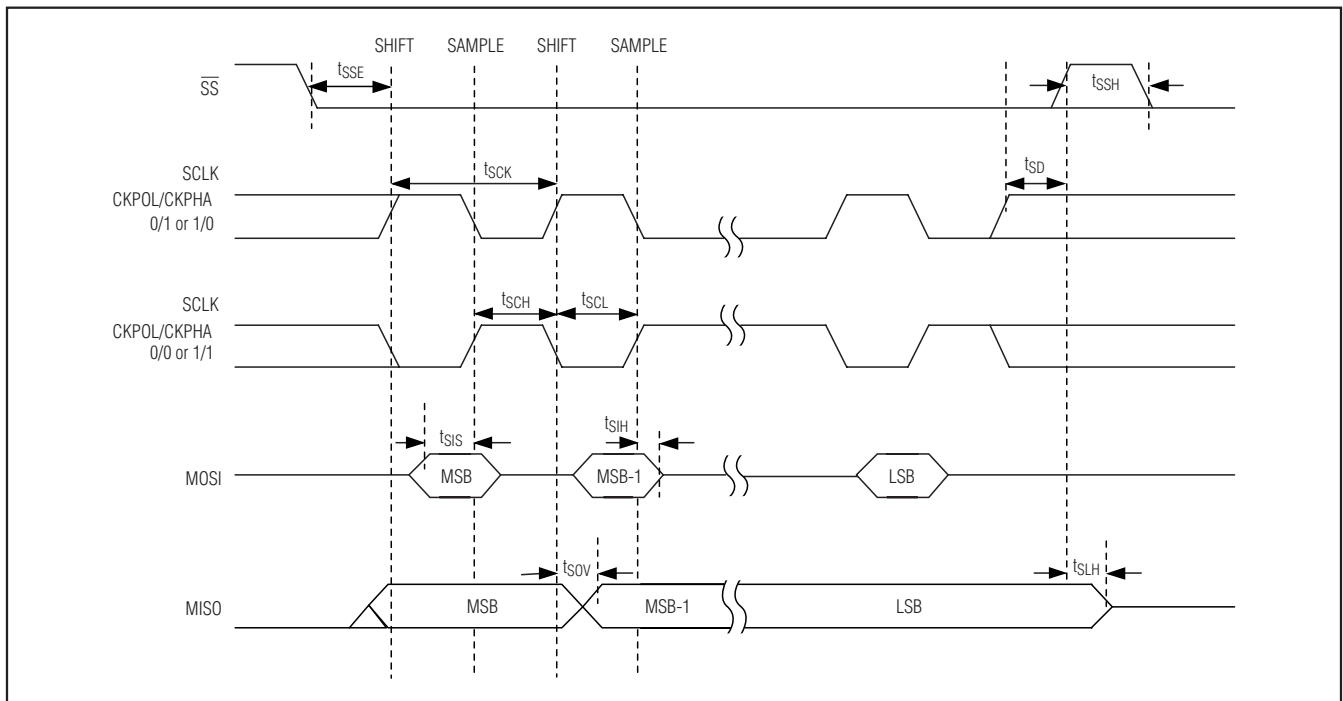 SHIFT SAMPLE SHIFT SAMPLE
SS
tSSE
tSSH
SCLK
CKPOL/CKPHA
0/1 or 1/0
tSCK
tSD
SCLK
CKPOL/CKPHA
0/0 or 1/1
tSCH
tSCL
MOSI
tSIS
MSB
tSIH
MSB-1
LSB
MISO
MSB
tSOV
MSB-1
LSB
tSLH